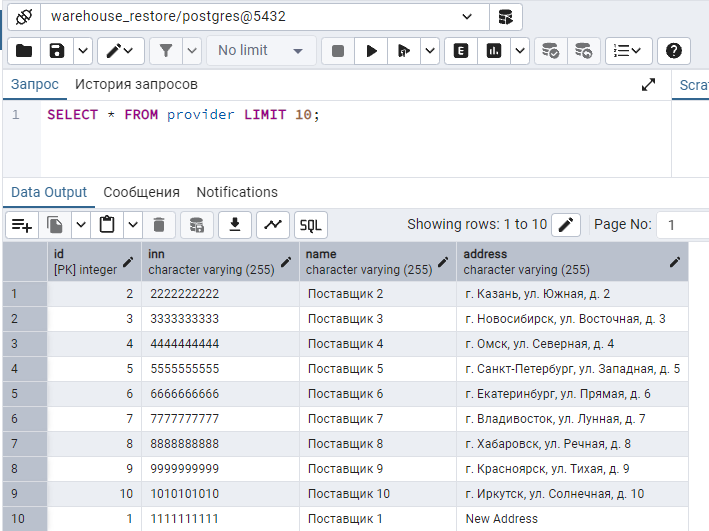 warehouse_restore/postgres@5432
No limit
E
Запрос История запросов
Scrat
1 SELECT * FROM provider LIMIT 10;
Data Output Сообщения Notifications
SQL Showing rows: 1 to 10 Page No: 1
id inn name address
[PK] integer character varying (255) character varying (255) character varying (255)
1 2 2222222222 Поставщик 2 г. Казань, ул. Южная, д. 2
2 3 3333333333 Поставщик 3 г. Новосибирск, ул. Восточная, д. 3
3 4 4444444444 Поставщик 4 г. Омск, ул. Северная, д. 4
4 5 5555555555 Поставщик 5 г. Санкт-Петербург, ул. Западная, д. 5
5 6 6666666666 Поставщик 6 г. Екатеринбург, ул. Прямая, д. 6
6 7 7777777777 Поставщик 7 г. Владивосток, ул. Лунная, д. 7
7 8 8888888888 Поставщик 8 г. Хабаровск, ул. Речная, д. 8
8 9 9999999999 Поставщик 9 г. Красноярск, ул. Тихая, д. 9
9 10 1010101010 Поставщик 10 г. Иркутск, ул. Солнечная, д. 10
10 1 1111111111 Поставщик 1 New Address